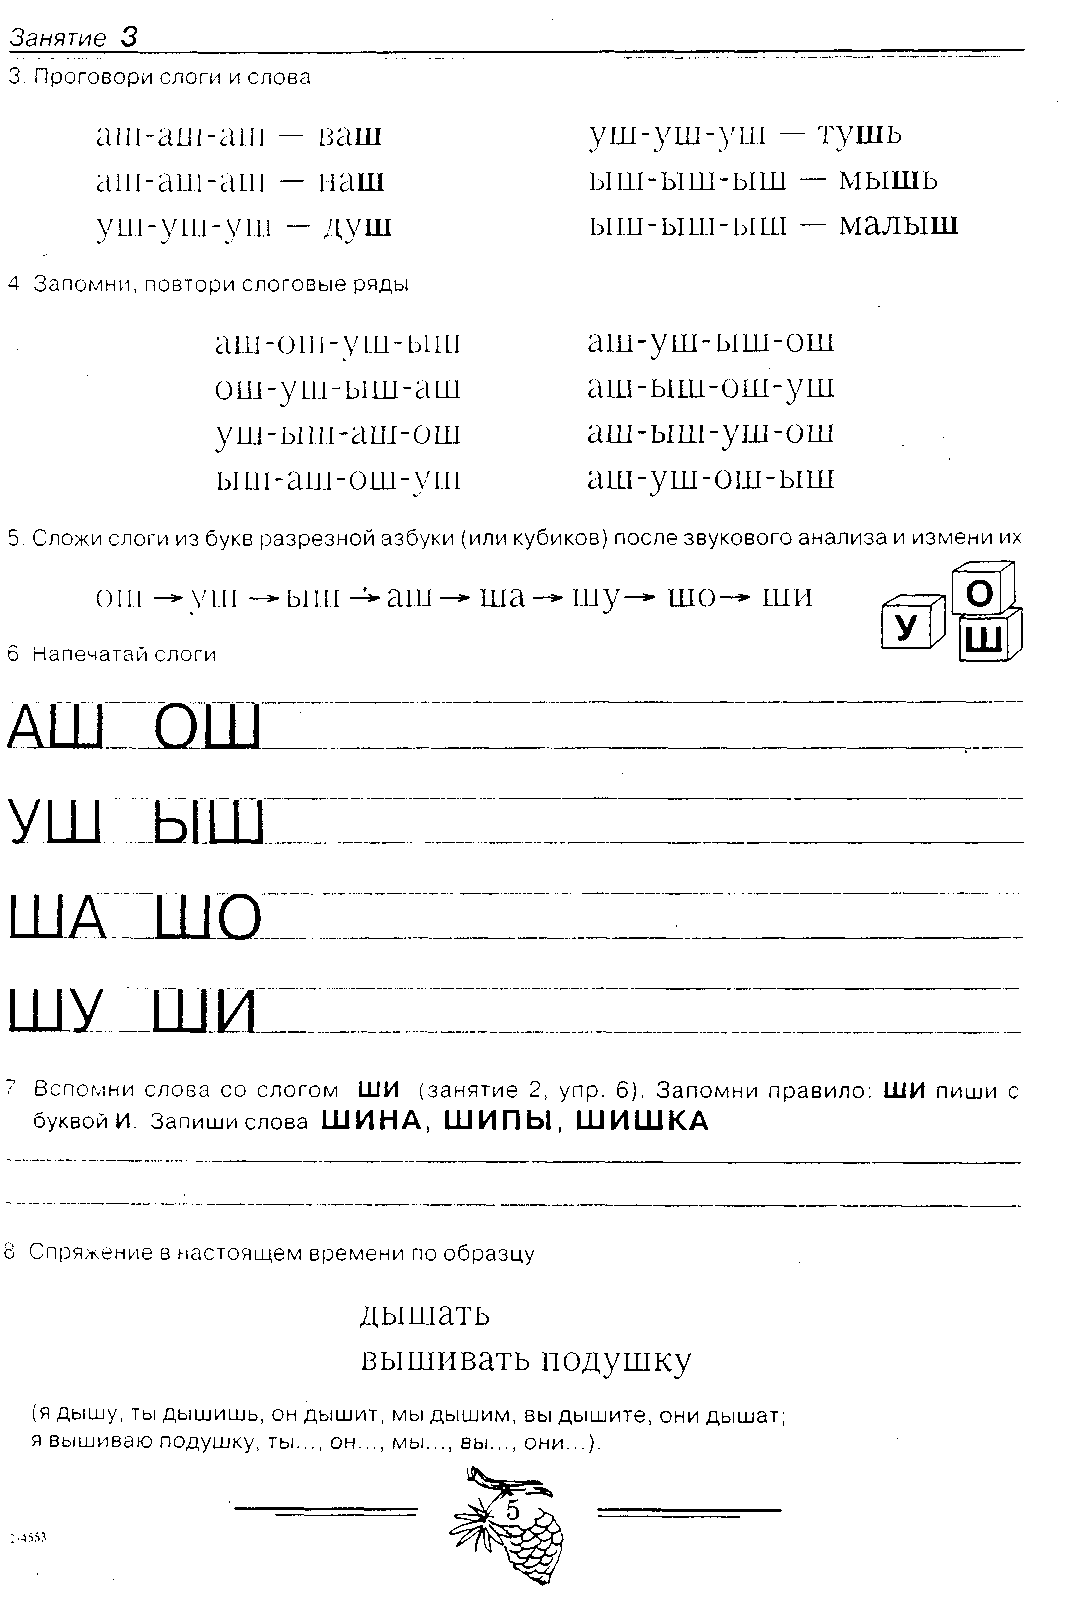 Занятие 3
3. Проговори слоги и слова
аш-аш-аш — ваш
аш-аш-аш — наш
уш-уш-уш — душ
уш-уш-уш — тушь
ыш-ыш-ыш — мышь
ыш-ыш-ыш — малыш
4 Запомни, повтори слоговые ряды
аш-ош-уш-ыш
ош-уш-ыш-аш
уш-ыш-аш-ош
ыш-аш-ош-уш
аш-уш-ыш-ош
аш-ыш-ош-уш
аш-ыш-уш-ош
аш-уш-ош-ыш
5. Сложи слоги из букв разрезной азбуки (или кубиков) после звукового анализа и измени их
ош → уш → ыш → аш → ша → шу → шо → ши
О
У
Ш
6 Напечатай слоги
АШ ОШ
УШ ЫШ
ША ШО
ШУ ШИ
7 Вспомни слова со слогом ШИ (занятие 2, упр. 6). Запомни правило: ШИ пиши с
буквой И. Запиши слова ШИНА, ШИПЫ, ШИШКА
8 Спряжение в настоящем времени по образцу
дышать
вышивать подушку
(я дышу, ты дышишь, он дышит, мы дышим, вы дышите, они дышат;
я вышиваю подушку, ты..., он..., мы..., вы..., они...).
5
2-4553